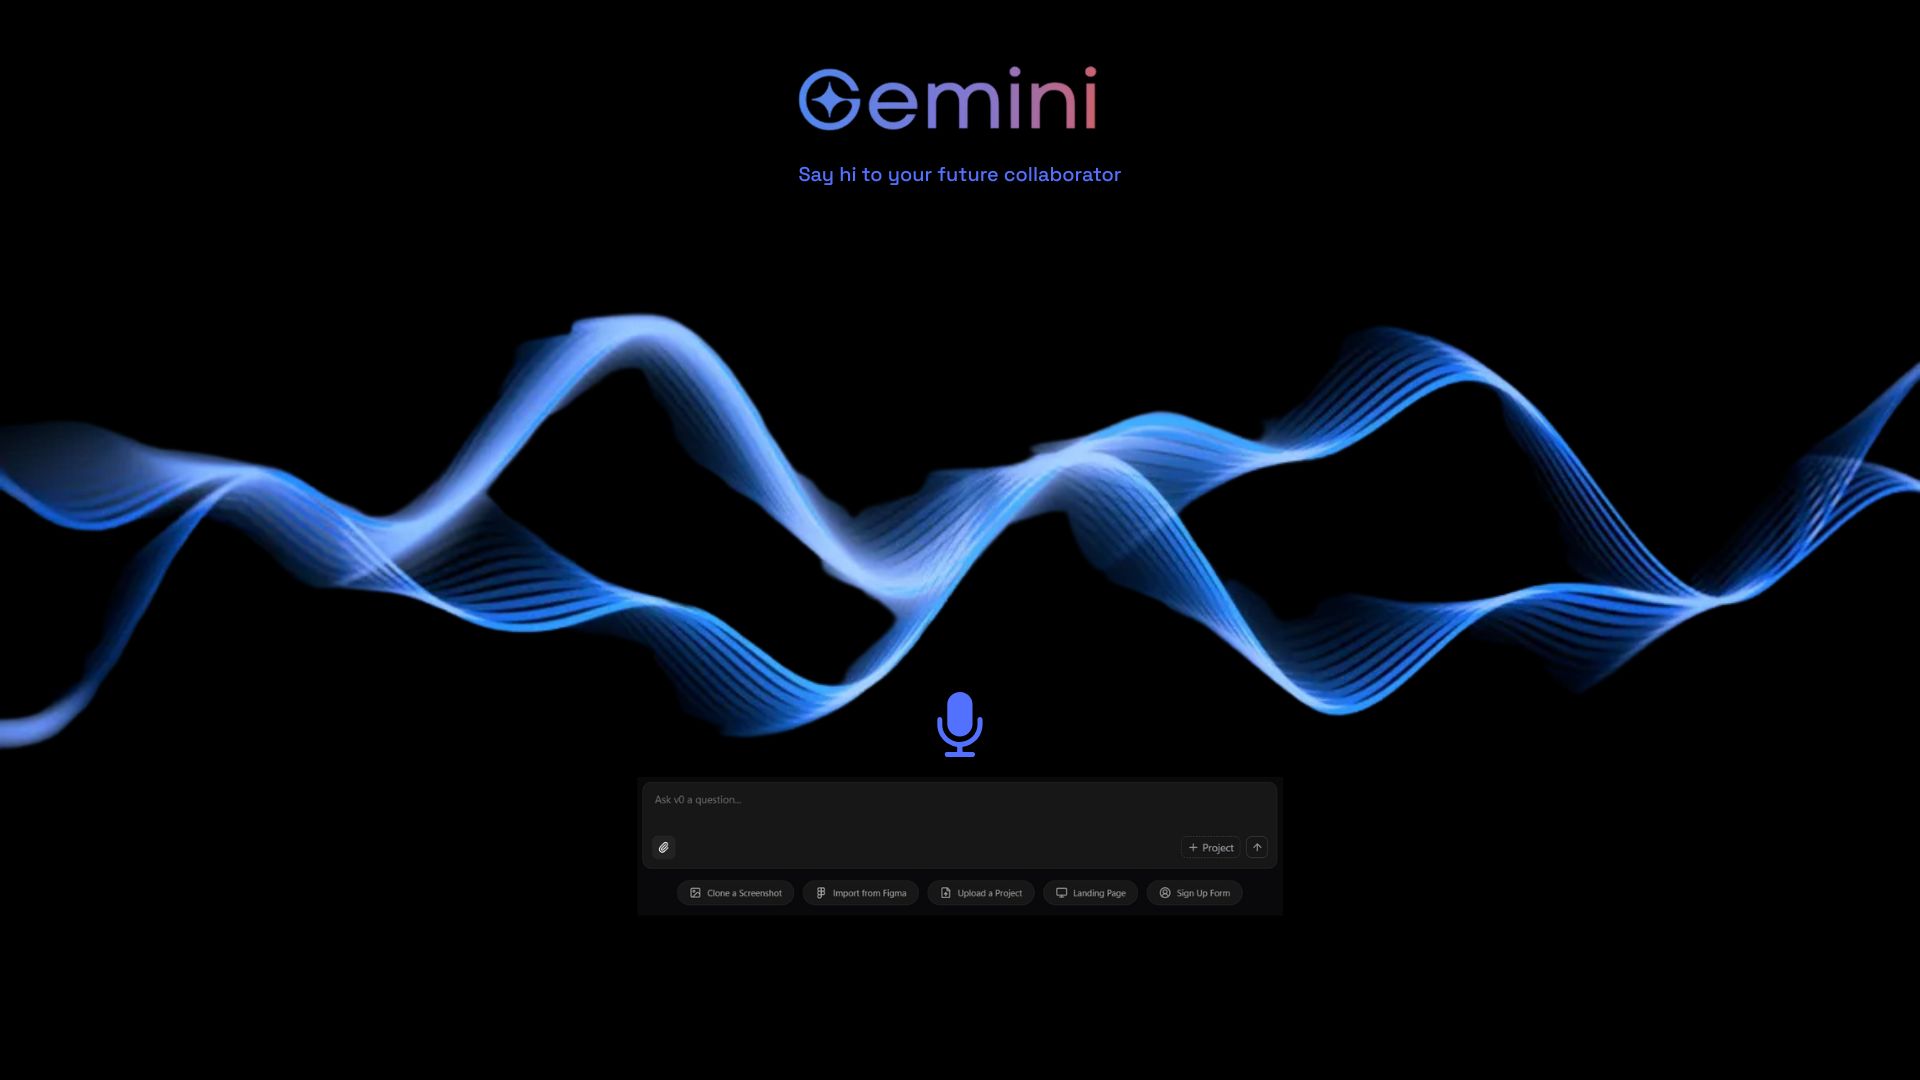 Gemini
Say hi to your future collaborator
Ask v0 a question...
+ Project
Clone a Screenshot
Import from Figma
Upload a Project
Landing Page
Sign Up Form